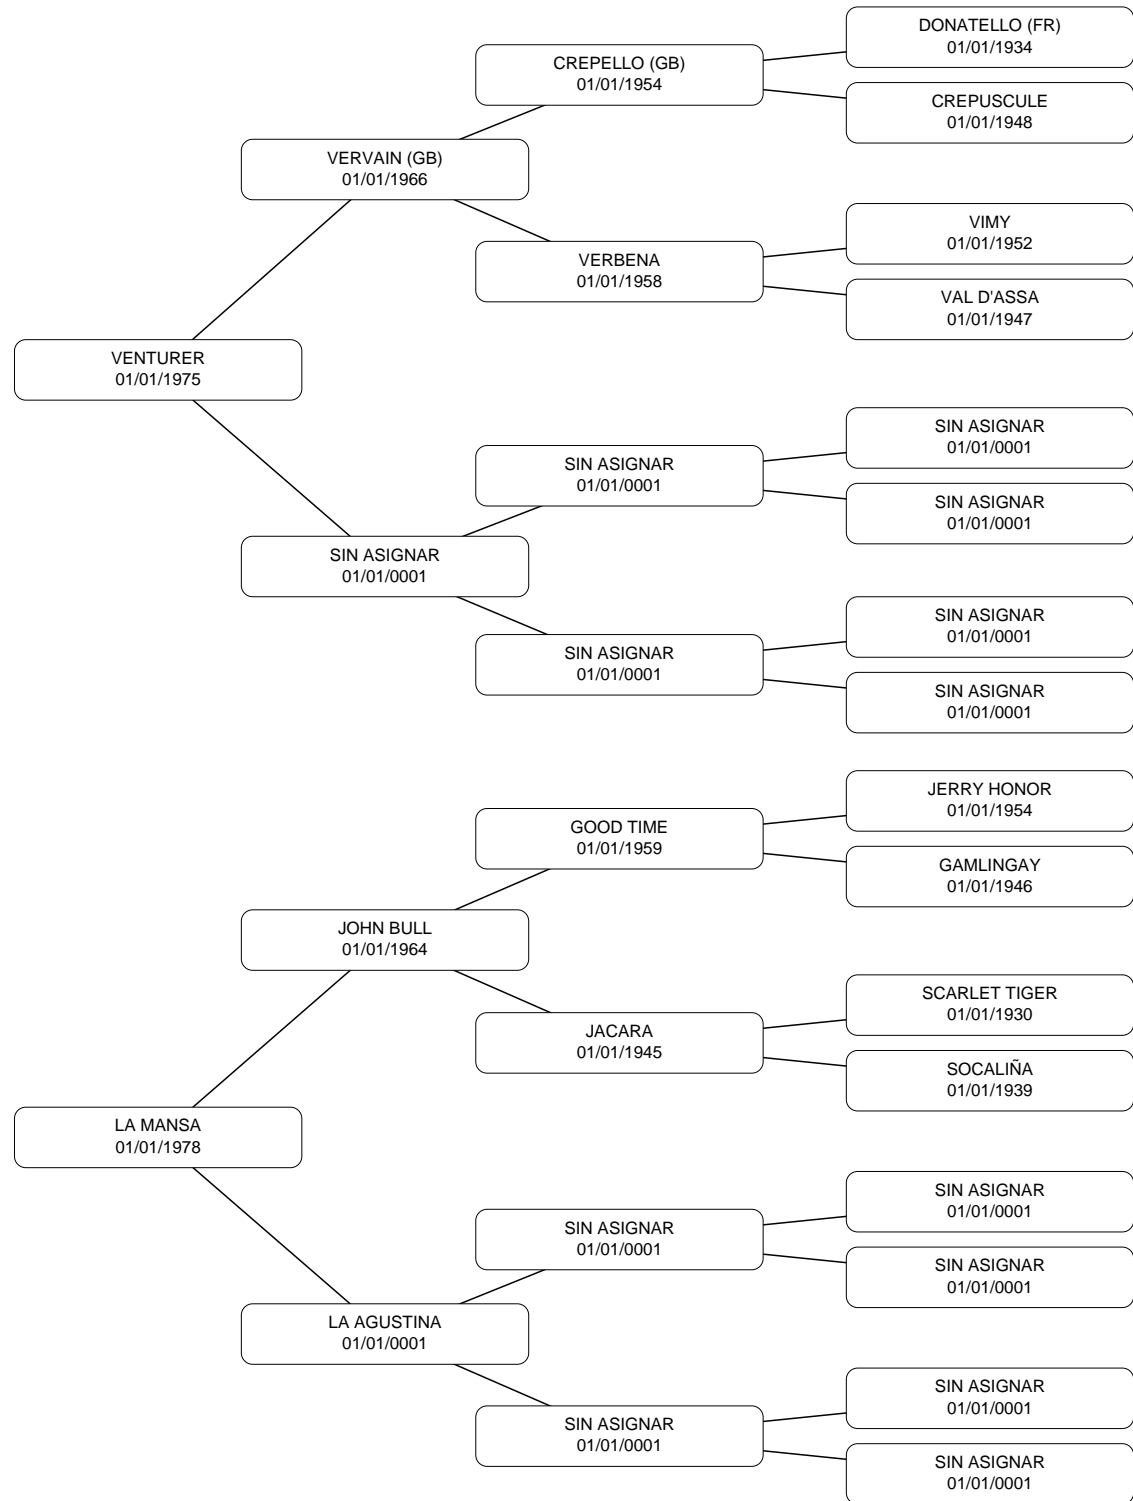 DONATELLO (FR)
01/01/1934
CREPELLO (GB)
01/01/1954
CREPUSCULE
01/01/1948
VERVAIN (GB)
01/01/1966
VIMY
01/01/1952
VERBENA
01/01/1958
VAL D'ASSA
01/01/1947
VENTURER
01/01/1975
SIN ASIGNAR
01/01/0001
SIN ASIGNAR
01/01/0001
SIN ASIGNAR
01/01/0001
SIN ASIGNAR
01/01/0001
SIN ASIGNAR
01/01/0001
SIN ASIGNAR
01/01/0001
SIN ASIGNAR
01/01/0001
JERRY HONOR
01/01/1954
GOOD TIME
01/01/1959
GAMLINGAY
01/01/1946
JOHN BULL
01/01/1964
SCARLET TIGER
01/01/1930
JACARA
01/01/1945
SOCALIÑA
01/01/1939
LA MANSA
01/01/1978
SIN ASIGNAR
01/01/0001
SIN ASIGNAR
01/01/0001
SIN ASIGNAR
01/01/0001
LA AGUSTINA
01/01/0001
SIN ASIGNAR
01/01/0001
SIN ASIGNAR
01/01/0001
SIN ASIGNAR
01/01/0001